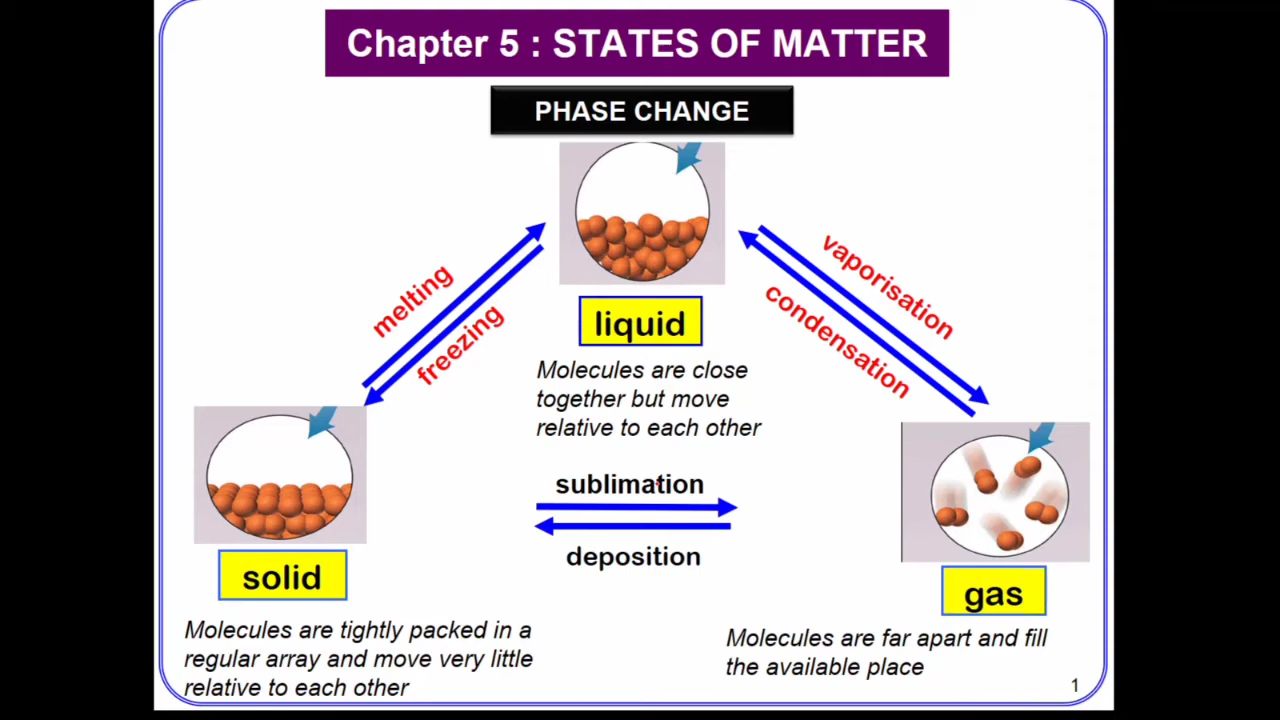 Chapter 5 : STATES OF MATTER
PHASE CHANGE
melting
freezing
vaporisation
condensation
liquid
Molecules are close
together but move
relative to each other
sublimation
deposition
solid
Molecules are tightly packed in a
regular array and move very little
relative to each other
gas
Molecules are far apart and fill
the available place
1